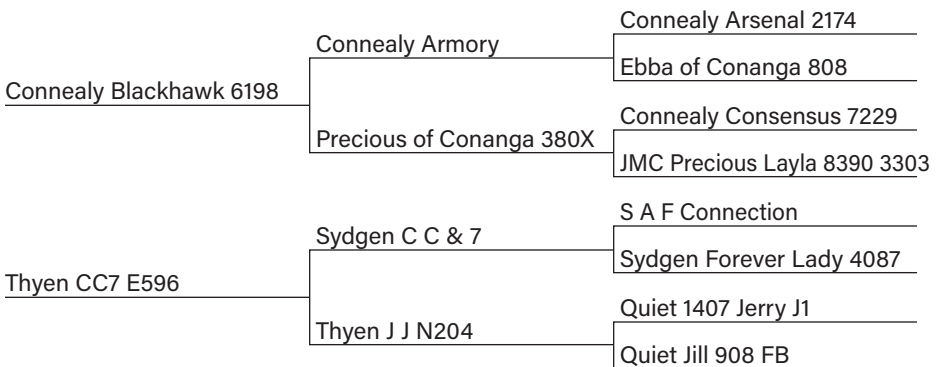 Connealy Arsenal 2174
Connealy Armory
Ebba of Conanga 808
Connealy Blackhawk 6198
Connealy Consensus 7229
Precious of Conanga 380X
JMC Precious Layla 8390 3303
S A F Connection
Sydgen C C & 7
Sydgen Forever Lady 4087
Thyen CC7 E596
Quiet 1407 Jerry J1
Thyen J J N204
Quiet Jill 908 FB